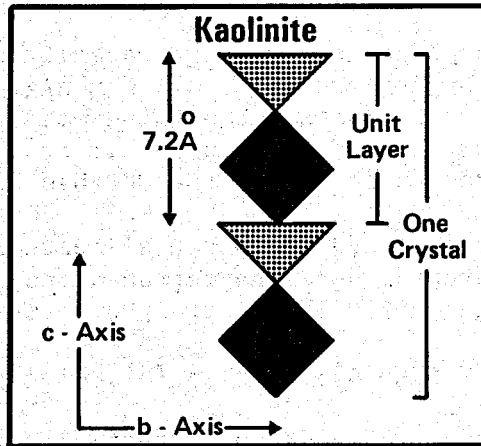 Kaolinite
o
7.2A
Unit
Layer
One
Crystal
c - Axis
b - Axis